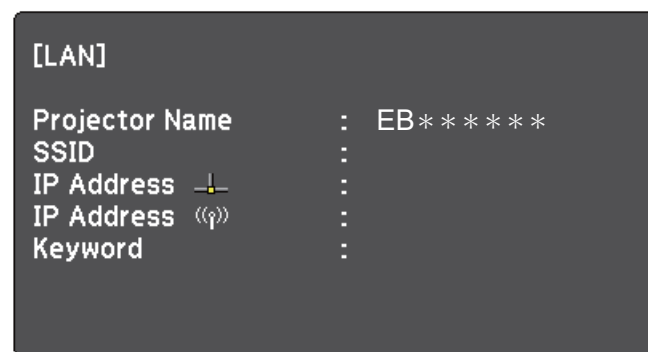 [LAN]
Projector Name : EB＊＊＊＊＊＊
SSID :
IP Address :
IP Address :
Keyword :